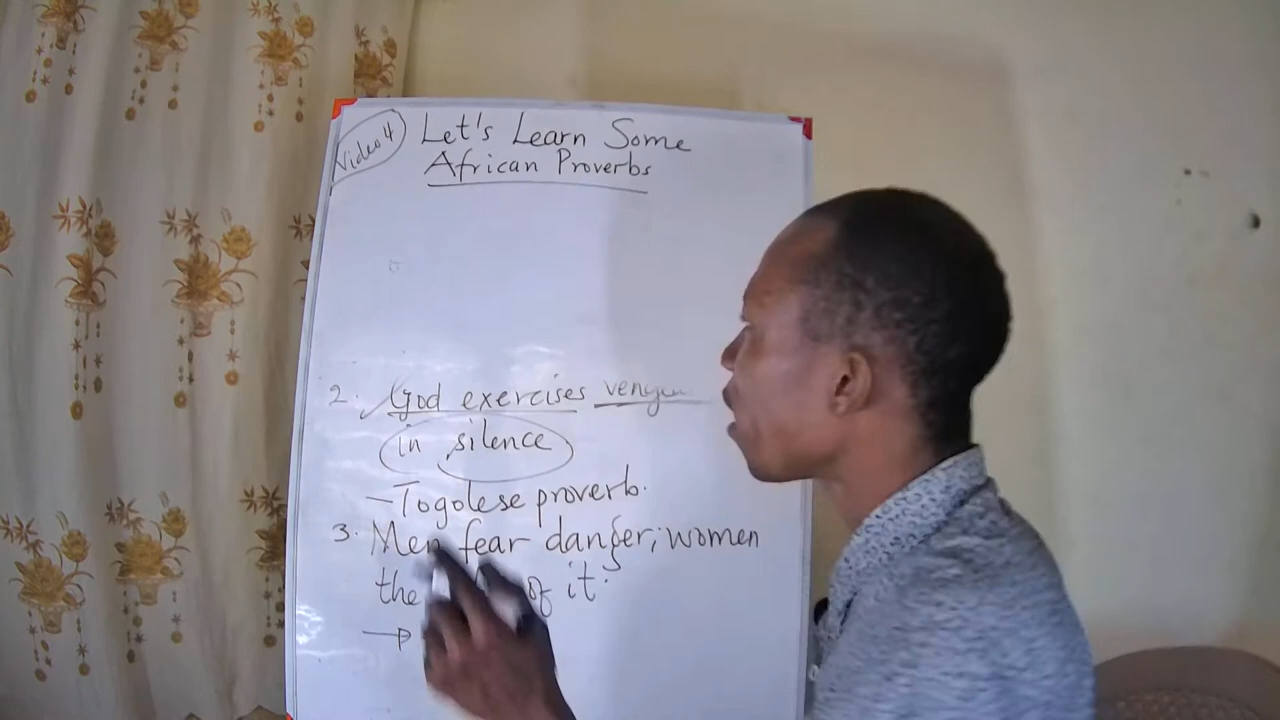 Video 4
Let's Learn Some
African Proverbs
2. God exercises
in silence
- Togolese proverb.
3. Men fear danger; women
the of it.